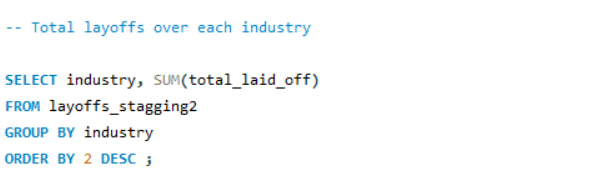 -- Total layoffs over each industry
SELECT industry, SUM(total_laid_off)
FROM layoffs_stagging2
GROUP BY industry
ORDER BY 2 DESC ;